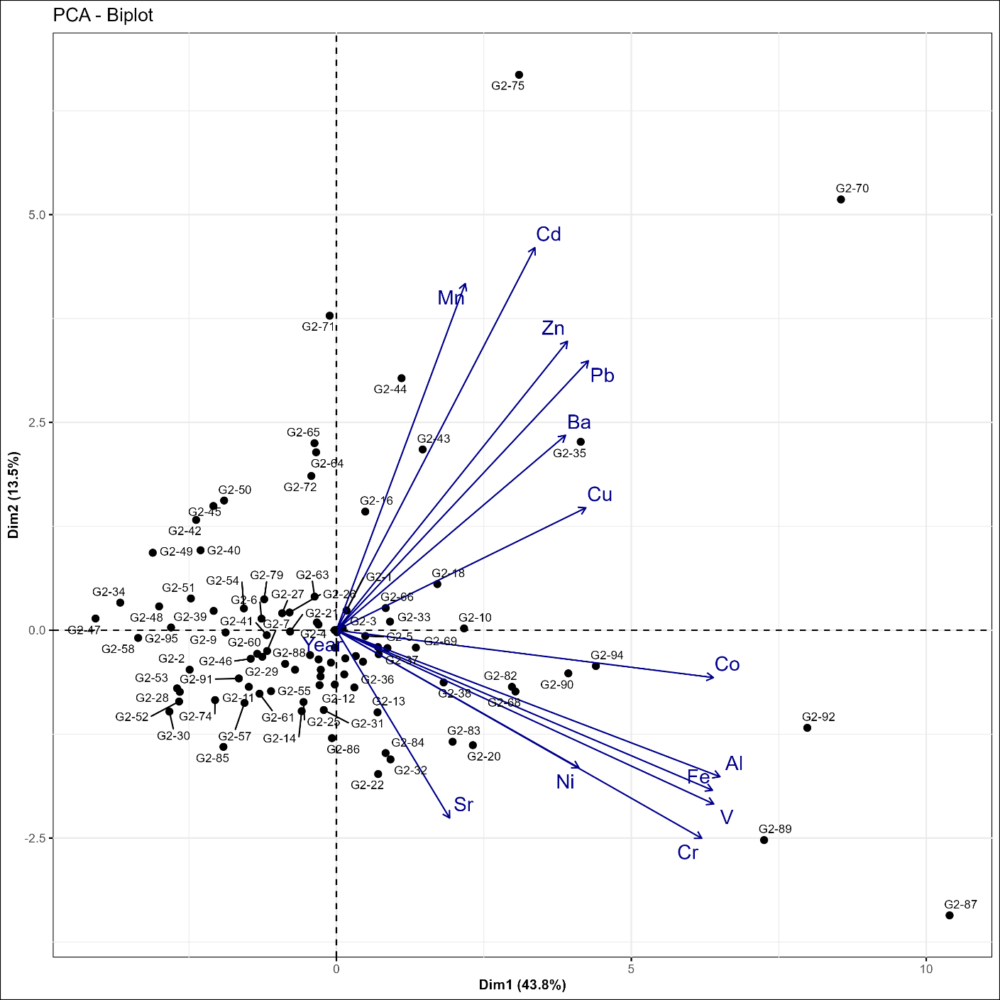 PCA - Biplot
G2-75
G2-70
Cd
5.0
Mn
Zn
G2-71
Pb
G2-44
Ba
2.5
G2-65
G2-43
G2-35
G2-64
G2-72
G2-50
Cu
G2-16
G2-45
G2-42
G2-49
G2-40
G2-54
G2-79
G2-63
G2-1
G2-18
G2-34
G2-51
G2-6
G2-27
G2-26
G2-66
G2-48
G2-39
G2-41
G2-7
G2-21
G2-3
G2-33
G2-10
0.0
G2-47
G2-58
G2-95
G2-9
G2-60
G2-4
Year
G2-5
G2-69
G2-2
G2-46
G2-88
G2-37
G2-94
Co
G2-53
G2-91
G2-29
G2-36
G2-82
G2-90
G2-28
G2-11
G2-55
G2-12
G2-13
G2-38
G2-68
G2-52
G2-74
G2-61
G2-25
G2-31
G2-92
G2-30
G2-57
G2-14
G2-83
G2-85
G2-86
G2-84
G2-20
G2-32
G2-22
Ni
Al
Fe
Sr
V
-2.5
G2-89
Cr
G2-87
0
5
10
Dim1 (43.8%)
Dim2 (13.5%)